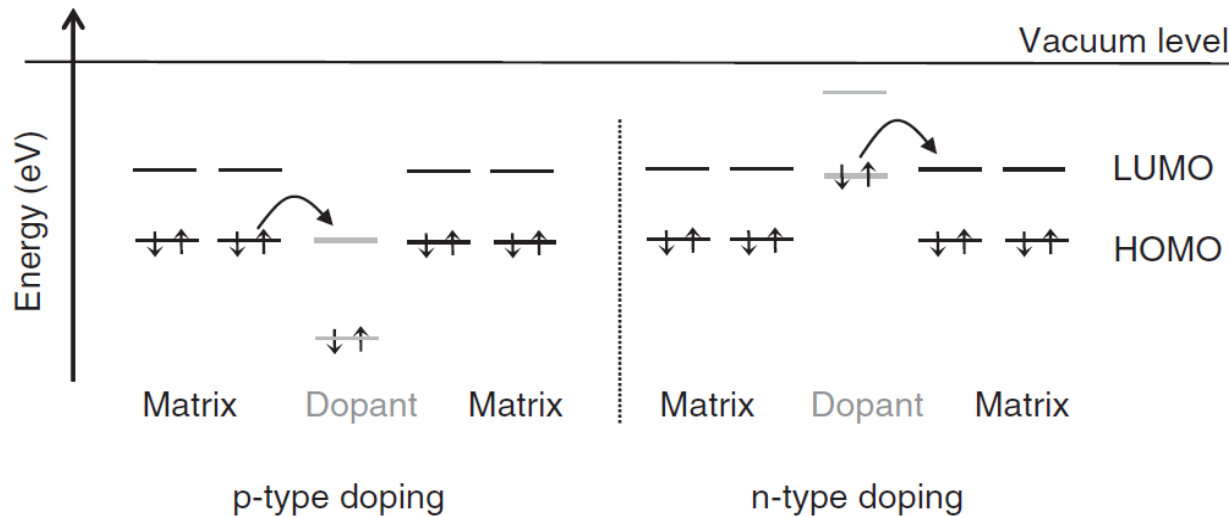 Vacuum level
Energy (eV)
LUMO
HOMO
Matrix Dopant Matrix Matrix Dopant Matrix
p-type doping n-type doping